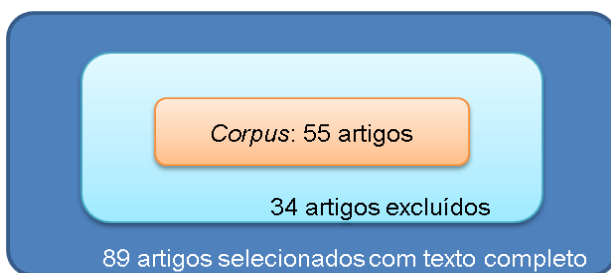 Corpus: 55 artigos
34 artigos excluídos
89 artigos selecionados com texto completo